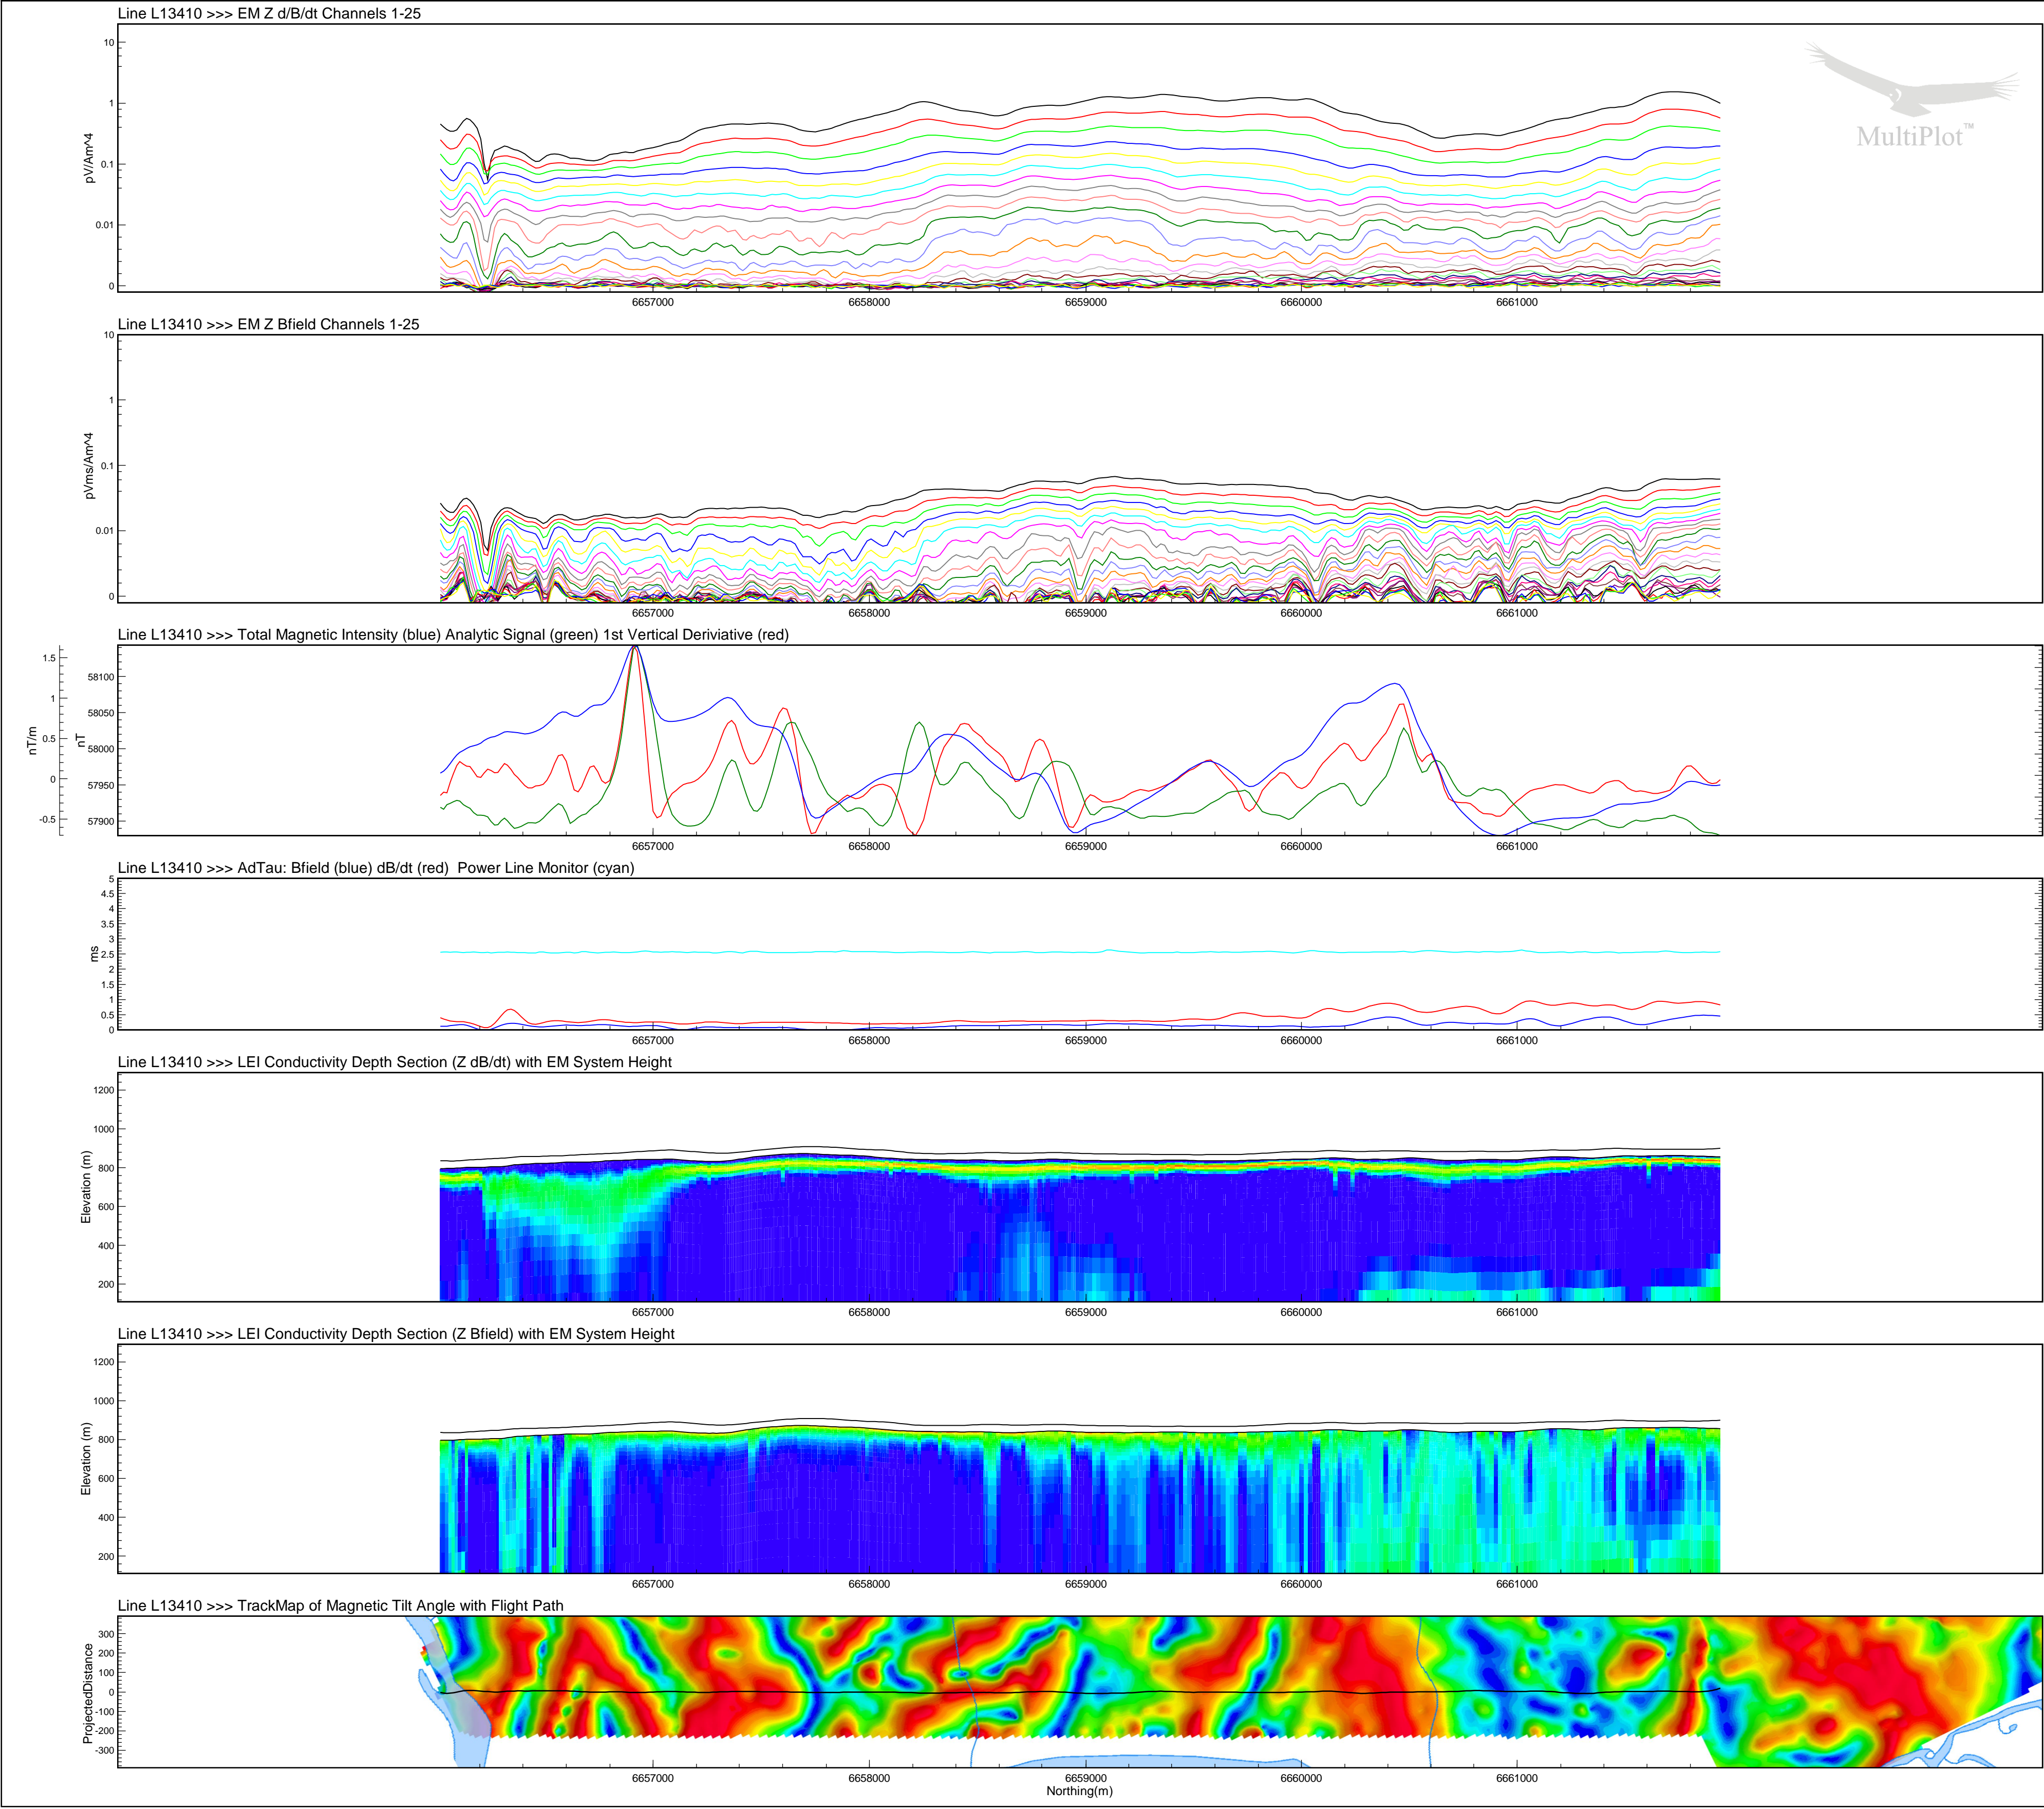 Line L13410 >>> EM Z d/B/dt Channels 1-25
10
1
0.1
0.01
0
pV/Am^4
MultiPlot™
6657000 6658000 6659000 6660000 6661000
Line L13410 >>> EM Z Bfield Channels 1-25
10
1
0.1
0.01
0
pVms/Am^4
6657000 6658000 6659000 6660000 6661000
Line L13410 >>> Total Magnetic Intensity (blue) Analytic Signal (green) 1st Vertical Deriviative (red)
1.5
1
0.5
0
-0.5
nT/m
58100
58050
58000
57950
57900
nT
6657000 6658000 6659000 6660000 6661000
Line L13410 >>> AdTau: Bfield (blue) dB/dt (red) Power Line Monitor (cyan)
5
4.5
4
3.5
3
2.5
2
1.5
1
0.5
0
ms
6657000 6658000 6659000 6660000 6661000
Line L13410 >>> LEI Conductivity Depth Section (Z dB/dt) with EM System Height
1200
1000
800
600
400
200
Elevation (m)
6657000 6658000 6659000 6660000 6661000
Line L13410 >>> LEI Conductivity Depth Section (Z Bfield) with EM System Height
1200
1000
800
600
400
200
Elevation (m)
6657000 6658000 6659000 6660000 6661000
Line L13410 >>> TrackMap of Magnetic Tilt Angle with Flight Path
300
200
100
0
-100
-200
-300
ProjectedDistance
6657000 6658000 6659000 6660000 6661000
Northing(m)